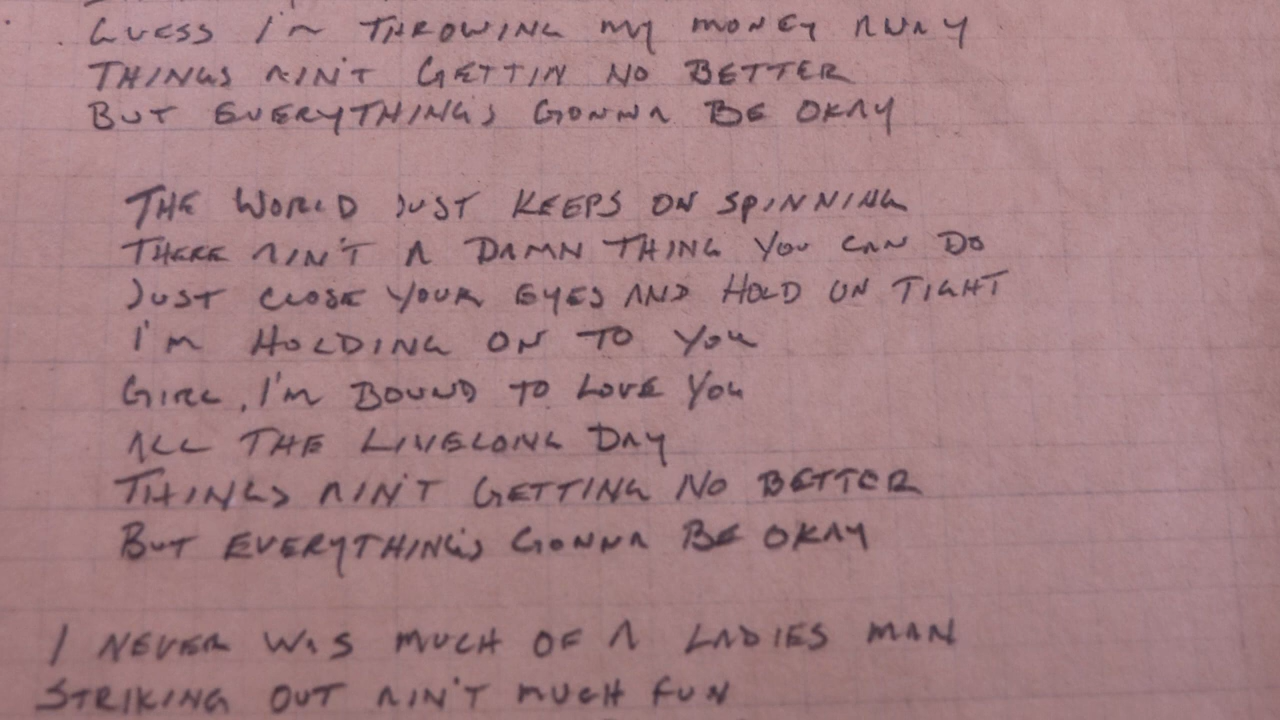 GUESS I'M THROWING MY MONEY AWAY
THINGS AIN'T GETTIN NO BETTER
BUT EVERYTHING'S GONNA BE OKAY
THE WORLD JUST KEEPS ON SPINNING
THERE AIN'T A DAMN THING YOU CAN DO
JUST CLOSE YOUR EYES AND HOLD ON TIGHT
I'M HOLDING ON TO YOU
GIRL, I'M BOUND TO LOVE YOU
ALL THE LIVELONG DAY
THINGS AIN'T GETTING NO BETTER
BUT EVERYTHING'S GONNA BE OKAY
I NEVER WAS MUCH OF A LADIES MAN
STRIKING OUT AIN'T MUCH FUN